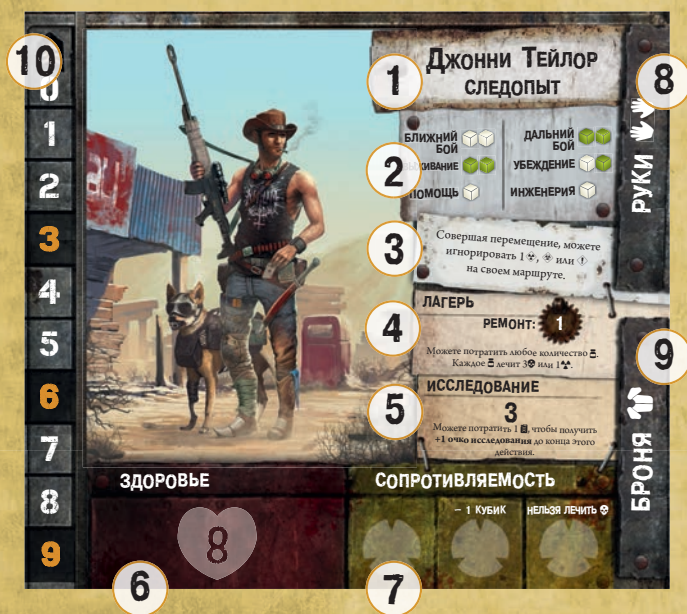 10
0
1
2
3
4
5
6
7
8
9
1
ДЖОННИ ТЕЙЛОР
СЛЕДОПЫТ
2
БЛИЖНИЙ
БОЙ
ПОМОЩЬ
ДАЛЬНИЙ
БОЙ
УБЕЖДЕНИЕ
ИНЖЕНЕРИЯ
3
Совершая перемещение, можете
игнорировать 1 , или
на своем маршруте.
4
ЛАГЕРЬ
РЕМОНТ: 1
Можете потратить любое количество .
Каждое лечит 3 или 1 .
5
ИССЛЕДОВАНИЕ
3
Можете потратить 1 , чтобы получить
+1 очко исследования до конца этого
действия.
8
РУКИ
9
БРОНЯ
ЗДОРОВЬЕ
8
6
СОПРОТИВЛЯЕМОСТЬ
– 1 КУБИК
НЕЛЬЗЯ ЛЕЧИТЬ
7